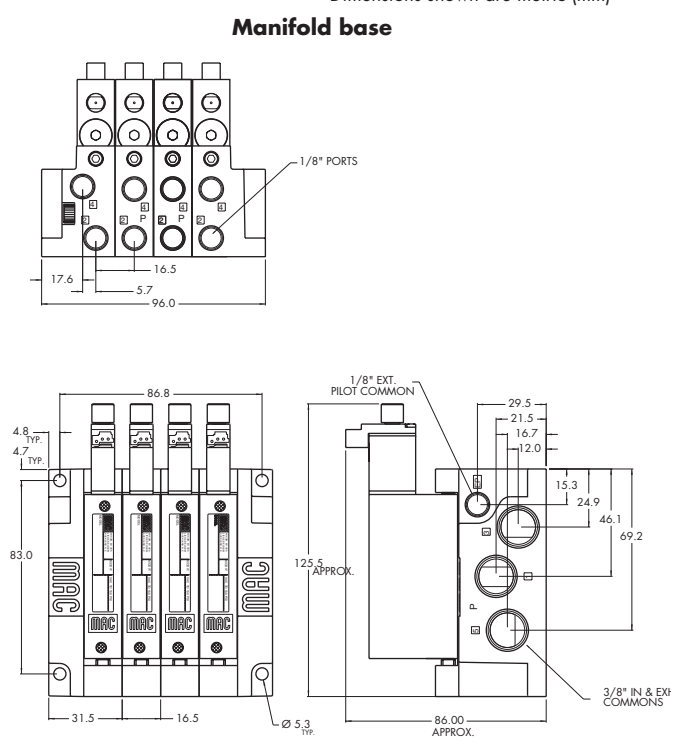 Dimensions shown are metric (mm)
Manifold base
1/8" PORTS
4
4
4
4
2
2 P
2 P
2
16.5
17.6
5.7
96.0
86.8
4.8
TYP.
4.7
TYP.
83.0
MAC
MAC
MAC
MAC
MAC
MAC
31.5
16.5
Ø 5.3
TYP.
1/8" EXT.
PILOT COMMON
29.5
21.5
16.7
12.0
15.3
24.9
46.1
69.2
125.5
APPROX.
3
1
P
5
3/8" IN & EXH
COMMONS
86.00
APPROX.